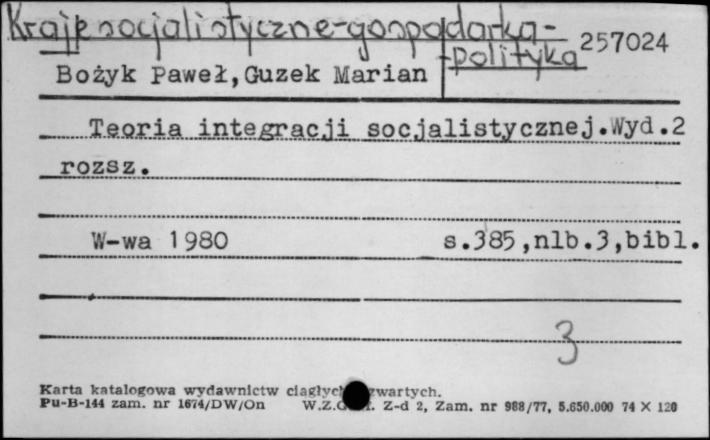 Kraje socjalistyczne-gospodarka-
-polityka 257024
Bożyk Paweł,Guzek Marian
Teoria integracji socjalistycznej.Wyd.2
rozsz.
W-wa 1980 s.385,nlb.3,bibl.
3
Karta katalogowa wydawnictw ciągłych zwartych.
Pu-B-144 zam. nr 1674/DW/On Z-d 2, Zam. nr 988/77, 5.650.000 74 X 120